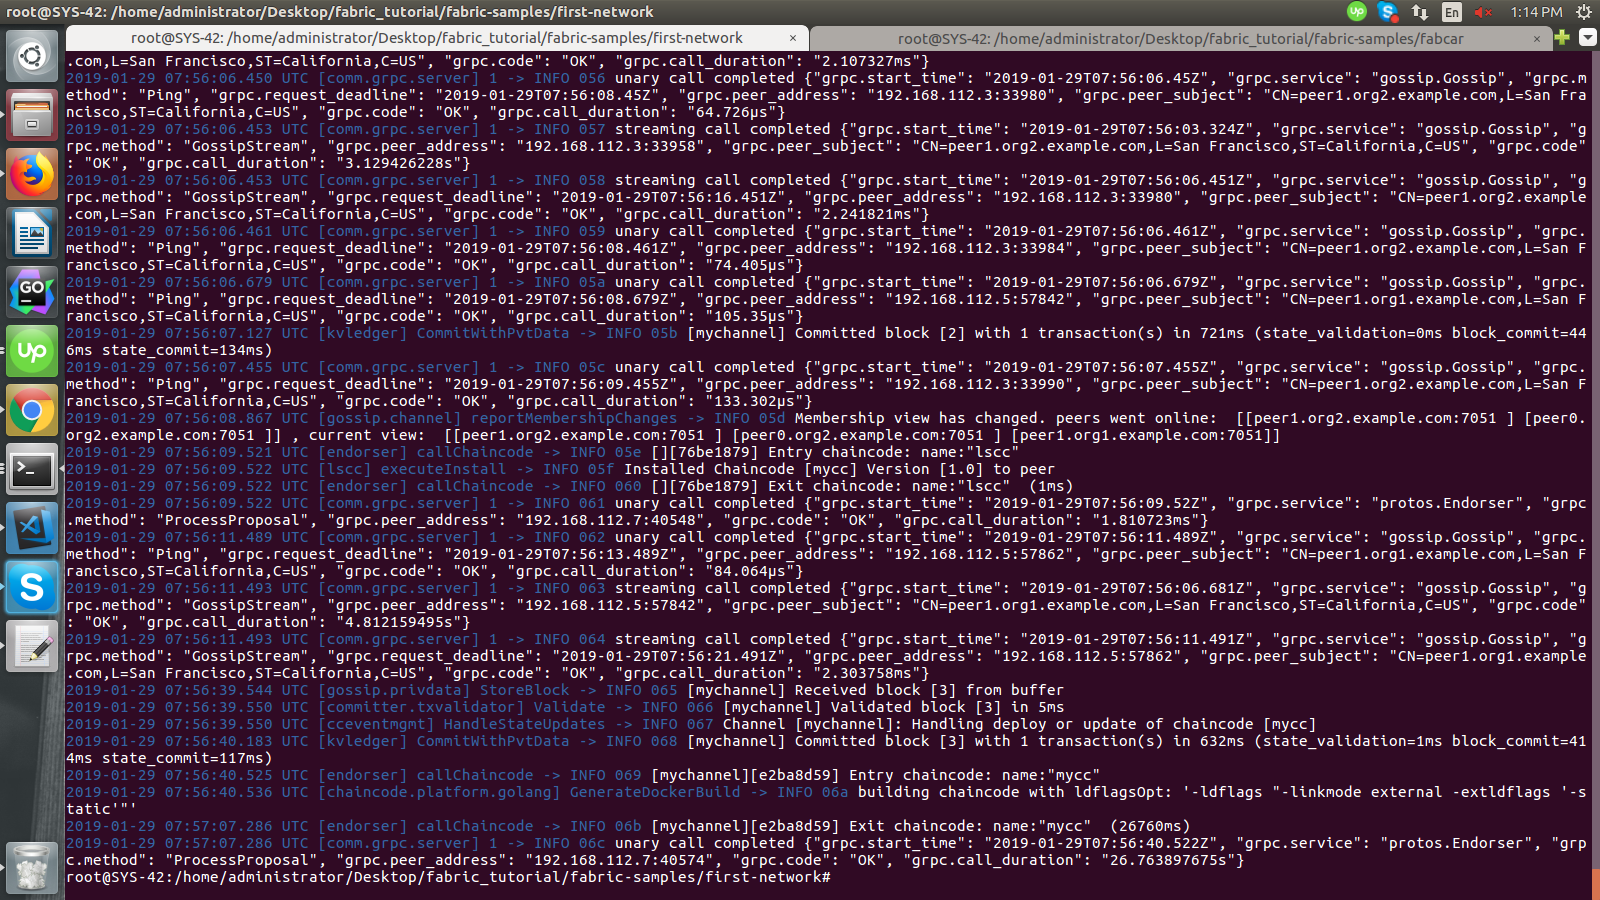 root@SYS-42: /home/administrator/Desktop/fabric_tutorial/fabric-samples/first-network
Up
En
1:14 PM
root@SYS-42: /home/administrator/Desktop/fabric_tutorial/fabric-samples/first-network ×
root@SYS-42: /home/administrator/Desktop/fabric_tutorial/fabric-samples/fabcar ×
.com,L=San Francisco,ST=California,C=US", "grpc.code": "OK", "grpc.call_duration": "2.107327ms"}
2019-01-29 07:56:06.450 UTC [comm.grpc.server] 1 -> INFO 056 unary call completed {"grpc.start_time": "2019-01-29T07:56:06.45Z", "grpc.service": "gossip.Gossip", "grpc.m
ethod": "Ping", "grpc.request_deadline": "2019-01-29T07:56:08.45Z", "grpc.peer_address": "192.168.112.3:33980", "grpc.peer_subject": "CN=peer1.org2.example.com,L=San Fra
ncisco,ST=California,C=US", "grpc.code": "OK", "grpc.call_duration": "64.726µs"}
2019-01-29 07:56:06.453 UTC [comm.grpc.server] 1 -> INFO 057 streaming call completed {"grpc.start_time": "2019-01-29T07:56:03.324Z", "grpc.service": "gossip.Gossip", "g
rpc.method": "GossipStream", "grpc.peer_address": "192.168.112.3:33958", "grpc.peer_subject": "CN=peer1.org2.example.com,L=San Francisco,ST=California,C=US", "grpc.code"
: "OK", "grpc.call_duration": "3.129426228s"}
2019-01-29 07:56:06.453 UTC [comm.grpc.server] 1 -> INFO 058 streaming call completed {"grpc.start_time": "2019-01-29T07:56:06.451Z", "grpc.service": "gossip.Gossip", "g
rpc.method": "GossipStream", "grpc.request_deadline": "2019-01-29T07:56:16.451Z", "grpc.peer_address": "192.168.112.3:33980", "grpc.peer_subject": "CN=peer1.org2.example
.com,L=San Francisco,ST=California,C=US", "grpc.code": "OK", "grpc.call_duration": "2.241821ms"}
2019-01-29 07:56:06.461 UTC [comm.grpc.server] 1 -> INFO 059 unary call completed {"grpc.start_time": "2019-01-29T07:56:06.461Z", "grpc.service": "gossip.Gossip", "grpc.
method": "Ping", "grpc.request_deadline": "2019-01-29T07:56:08.461Z", "grpc.peer_address": "192.168.112.3:33984", "grpc.peer_subject": "CN=peer1.org2.example.com,L=San F
rancisco,ST=California,C=US", "grpc.code": "OK", "grpc.call_duration": "74.405µs"}
2019-01-29 07:56:06.679 UTC [comm.grpc.server] 1 -> INFO 05a unary call completed {"grpc.start_time": "2019-01-29T07:56:06.679Z", "grpc.service": "gossip.Gossip", "grpc.
method": "Ping", "grpc.request_deadline": "2019-01-29T07:56:08.679Z", "grpc.peer_address": "192.168.112.5:57842", "grpc.peer_subject": "CN=peer1.org1.example.com,L=San F
rancisco,ST=California,C=US", "grpc.code": "OK", "grpc.call_duration": "105.35µs"}
2019-01-29 07:56:07.127 UTC [kvledger] CommitWithPvtData -> INFO 05b [mychannel] Committed block [2] with 1 transaction(s) in 721ms (state_validation=0ms block_commit=44
6ms state_commit=134ms)
2019-01-29 07:56:07.455 UTC [comm.grpc.server] 1 -> INFO 05c unary call completed {"grpc.start_time": "2019-01-29T07:56:07.455Z", "grpc.service": "gossip.Gossip", "grpc.
method": "Ping", "grpc.request_deadline": "2019-01-29T07:56:09.455Z", "grpc.peer_address": "192.168.112.3:33990", "grpc.peer_subject": "CN=peer1.org2.example.com,L=San F
rancisco,ST=California,C=US", "grpc.code": "OK", "grpc.call_duration": "133.302µs"}
2019-01-29 07:56:08.867 UTC [gossip.channel] reportMembershipChanges -> INFO 05d Membership view has changed. peers went online:  [[peer1.org2.example.com:7051 ] [peer0.
org2.example.com:7051 ]] , current view:  [[peer1.org2.example.com:7051 ] [peer0.org2.example.com:7051 ] [peer1.org1.example.com:7051]]
2019-01-29 07:56:09.521 UTC [endorser] callChaincode -> INFO 05e [][76be1879] Entry chaincode: name:"lscc"
2019-01-29 07:56:09.522 UTC [lscc] executeInstall -> INFO 05f Installed Chaincode [mycc] Version [1.0] to peer
2019-01-29 07:56:09.522 UTC [endorser] callChaincode -> INFO 060 [][76be1879] Exit chaincode: name:"lscc"  (1ms)
2019-01-29 07:56:09.522 UTC [comm.grpc.server] 1 -> INFO 061 unary call completed {"grpc.start_time": "2019-01-29T07:56:09.52Z", "grpc.service": "protos.Endorser", "grpc
.method": "ProcessProposal", "grpc.peer_address": "192.168.112.7:40548", "grpc.code": "OK", "grpc.call_duration": "1.810723ms"}
2019-01-29 07:56:11.489 UTC [comm.grpc.server] 1 -> INFO 062 unary call completed {"grpc.start_time": "2019-01-29T07:56:11.489Z", "grpc.service": "gossip.Gossip", "grpc.
method": "Ping", "grpc.request_deadline": "2019-01-29T07:56:13.489Z", "grpc.peer_address": "192.168.112.5:57862", "grpc.peer_subject": "CN=peer1.org1.example.com,L=San F
rancisco,ST=California,C=US", "grpc.code": "OK", "grpc.call_duration": "84.064µs"}
2019-01-29 07:56:11.493 UTC [comm.grpc.server] 1 -> INFO 063 streaming call completed {"grpc.start_time": "2019-01-29T07:56:06.681Z", "grpc.service": "gossip.Gossip", "g
rpc.method": "GossipStream", "grpc.peer_address": "192.168.112.5:57842", "grpc.peer_subject": "CN=peer1.org1.example.com,L=San Francisco,ST=California,C=US", "grpc.code"
: "OK", "grpc.call_duration": "4.812159495s"}
2019-01-29 07:56:11.493 UTC [comm.grpc.server] 1 -> INFO 064 streaming call completed {"grpc.start_time": "2019-01-29T07:56:11.491Z", "grpc.service": "gossip.Gossip", "g
rpc.method": "GossipStream", "grpc.request_deadline": "2019-01-29T07:56:21.491Z", "grpc.peer_address": "192.168.112.5:57862", "grpc.peer_subject": "CN=peer1.org1.example
.com,L=San Francisco,ST=California,C=US", "grpc.code": "OK", "grpc.call_duration": "2.303758ms"}
2019-01-29 07:56:39.544 UTC [gossip.privdata] StoreBlock -> INFO 065 [mychannel] Received block [3] from buffer
2019-01-29 07:56:39.550 UTC [committer.txvalidator] Validate -> INFO 066 [mychannel] Validated block [3] in 5ms
2019-01-29 07:56:39.550 UTC [cceventmgmt] HandleStateUpdates -> INFO 067 Channel [mychannel]: Handling deploy or update of chaincode [mycc]
2019-01-29 07:56:40.183 UTC [kvledger] CommitWithPvtData -> INFO 068 [mychannel] Committed block [3] with 1 transaction(s) in 632ms (state_validation=1ms block_commit=41
4ms state_commit=117ms)
2019-01-29 07:56:40.525 UTC [endorser] callChaincode -> INFO 069 [mychannel][e2ba8d59] Entry chaincode: name:"mycc"
2019-01-29 07:56:40.536 UTC [chaincode.platform.golang] GenerateDockerBuild -> INFO 06a building chaincode with ldflagsOpt: '-ldflags "-linkmode external -extldflags '-s
tatic'"'
2019-01-29 07:57:07.286 UTC [endorser] callChaincode -> INFO 06b [mychannel][e2ba8d59] Exit chaincode: name:"mycc"  (26760ms)
2019-01-29 07:57:07.286 UTC [comm.grpc.server] 1 -> INFO 06c unary call completed {"grpc.start_time": "2019-01-29T07:56:40.522Z", "grpc.service": "protos.Endorser", "grp
c.method": "ProcessProposal", "grpc.peer_address": "192.168.112.7:40574", "grpc.code": "OK", "grpc.call_duration": "26.763897675s"}
root@SYS-42:/home/administrator/Desktop/fabric_tutorial/fabric-samples/first-network#
GO
Up
>_
S